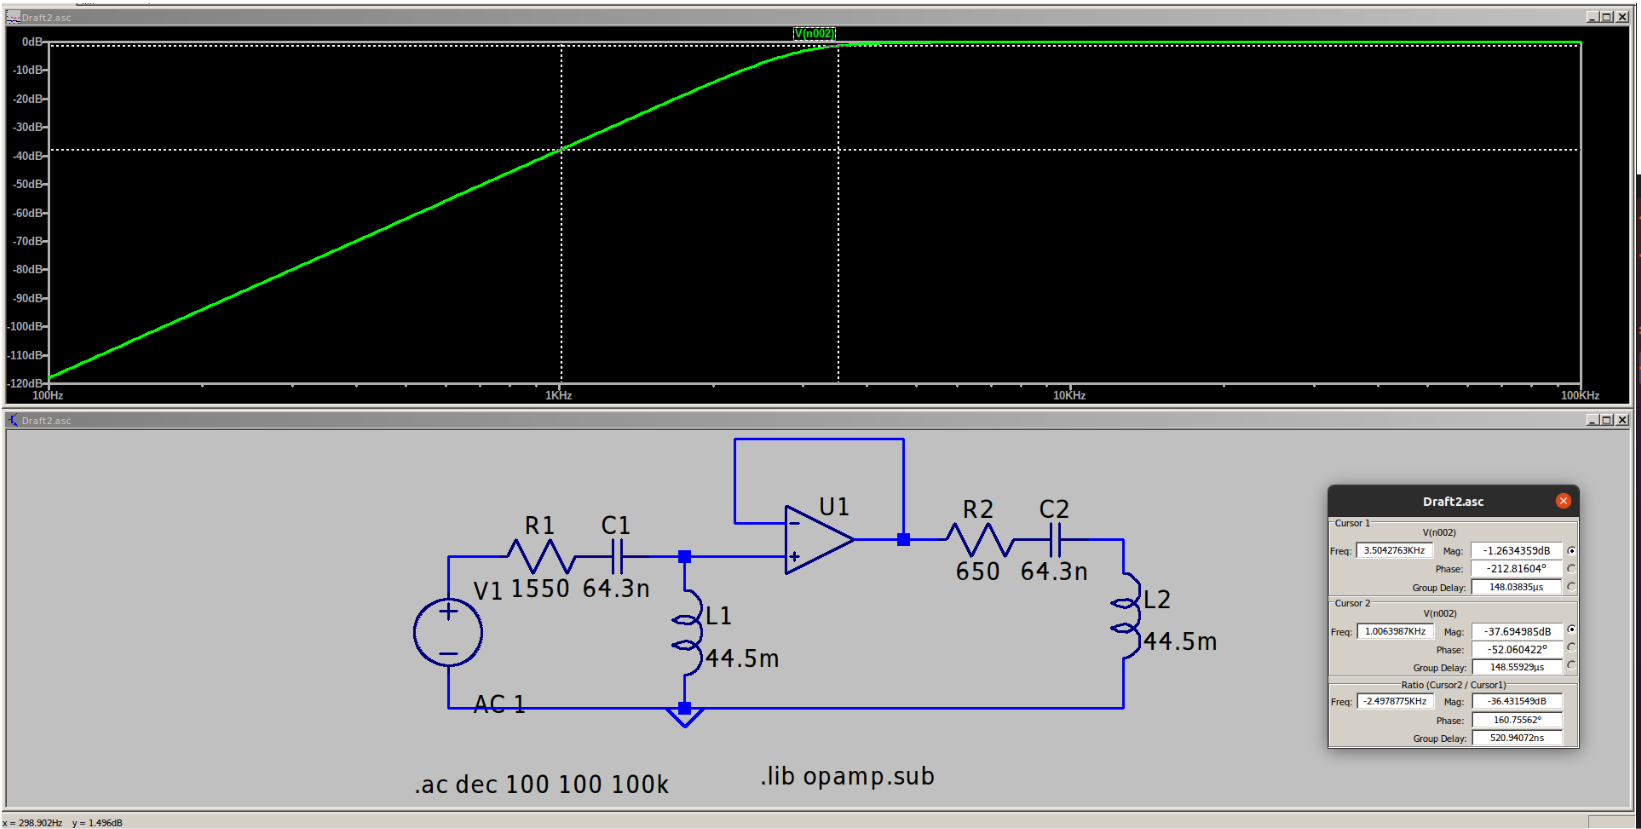 Draft2.asc
V(n002)
0dB
-10dB
-20dB
-30dB
-40dB
-50dB
-60dB
-70dB
-80dB
-90dB
-100dB
-110dB
-120dB
100Hz 1KHz 10KHz 100KHz
Draft2.asc
R1 C1 U1 R2 C2
V1 1550 64.3n 650 64.3n
L1 L2
44.5m 44.5m
AC 1
.ac dec 100 100 100k .lib opamp.sub
Draft2.asc
Cursor 1
V(n002)
Freq: 3.5042763KHz Mag: -1.2634359dB
Phase: -212.81604°
Group Delay: 148.03835µs
Cursor 2
V(n002)
Freq: 1.0063987KHz Mag: -37.694985dB
Phase: -52.060422°
Group Delay: 148.55929µs
Ratio (Cursor2 / Cursor1)
Freq: -2.4978775KHz Mag: -36.431549dB
Phase: 160.75562°
Group Delay: 520.94072ns
x = 298.902Hz y = 1.496dB